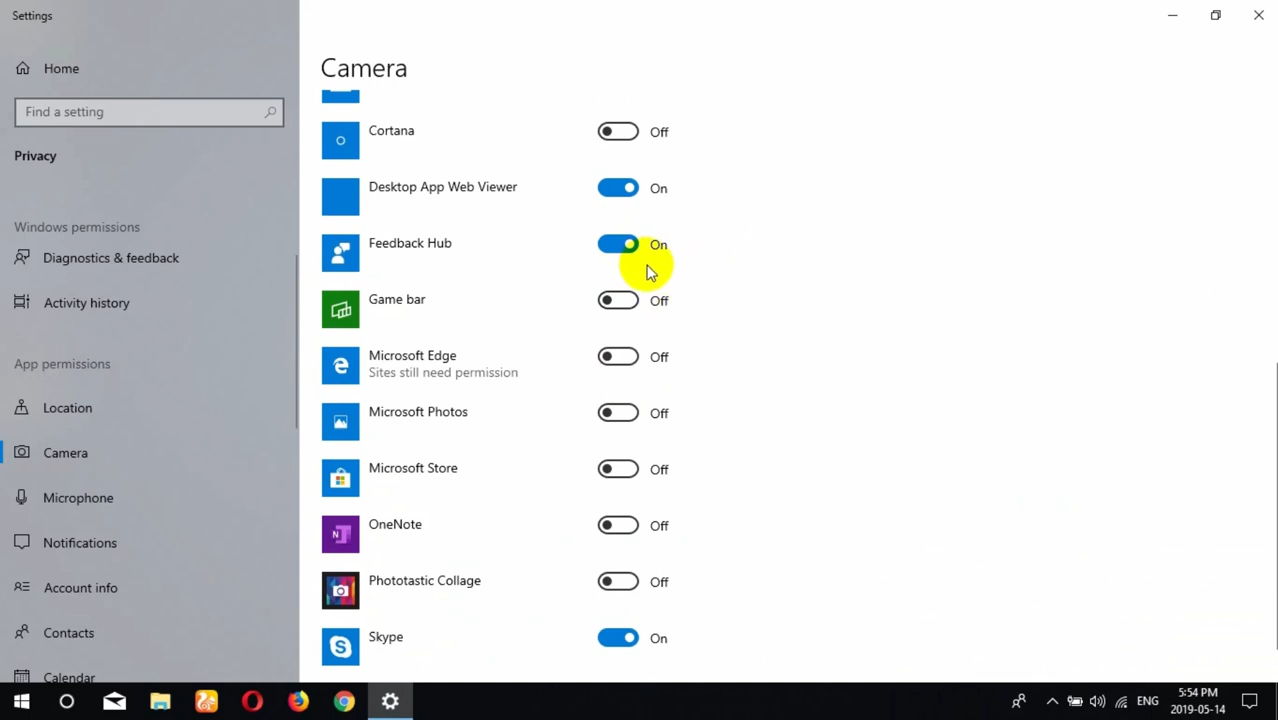 Settings
Home
Find a setting
Privacy
Windows permissions
Diagnostics & feedback
Activity history
App permissions
Location
Camera
Microphone
Notifications
Account info
Contacts
Calendar
Camera
Cortana Off
Desktop App Web Viewer On
Feedback Hub On
Game bar Off
Microsoft Edge Off
Sites still need permission
Microsoft Photos Off
Microsoft Store Off
OneNote Off
Phototastic Collage Off
Skype On
ENG
5:54 PM
2019-05-14